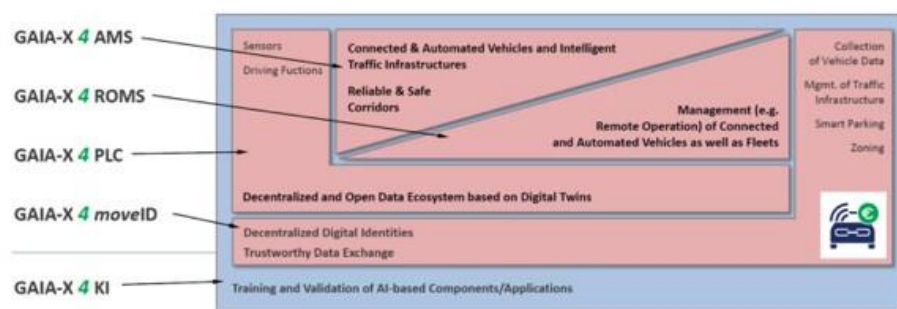 GAIA-X 4 AMS
GAIA-X 4 ROMS
GAIA-X 4 PLC
GAIA-X 4 moveID
GAIA-X 4 KI
Sensors
Driving Fuctions
Connected & Automated Vehicles and Intelligent
Traffic Infrastructures
Reliable & Safe
Corridors
Management (e.g.
Remote Operation) of Connected
and Automated Vehicles as well as Fleets
Collection
of Vehicle Data
Mgmt. of Traffic
Infrastructure
Smart Parking
Zoning
Decentralized and Open Data Ecosystem based on Digital Twins
Decentralized Digital Identities
Trustworthy Data Exchange
€
Training and Validation of AI-based Components/Applications